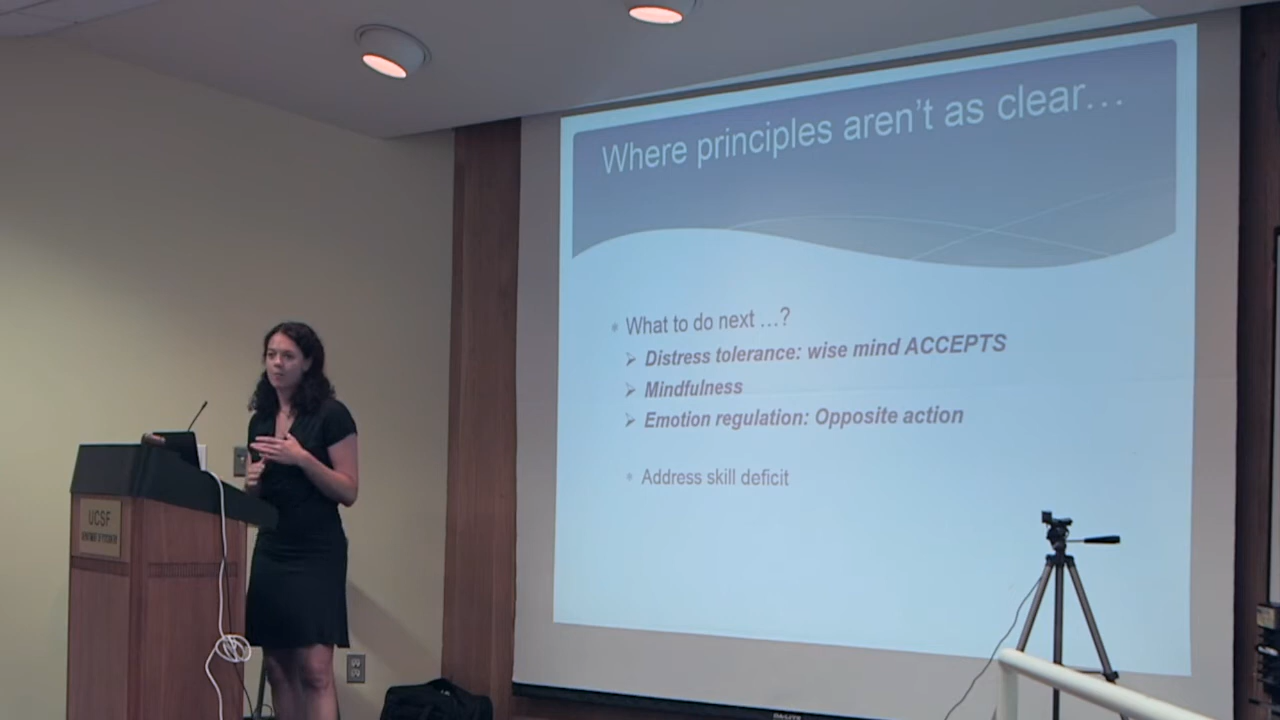 Where principles aren't as clear…
What to do next …?
Distress tolerance: wise mind ACCEPTS
Mindfulness
Emotion regulation: Opposite action
Address skill deficit
UCSF